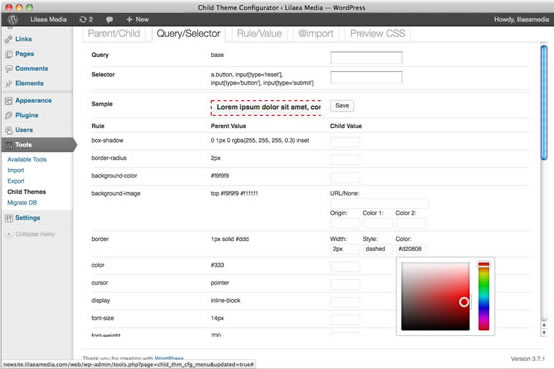 Child Theme Configurator ‹ Lilaea Media — WordPress
Lilaea Media 2 + New Howdy, lilaeamedia
Links
Pages
Comments
Elements
Appearance
Plugins
Users
Tools
Available Tools
Import
Export
Child Themes
Migrate DB
Settings
Collapse menu
Parent/Child Query/Selector Rule/Value @import Preview CSS
Query base
Selector a.button, input[type='reset'],
input[type='button'], input[type='submit']
Sample Lorem ipsum dolor sit amet, cor Save
Rule Parent Value Child Value
box-shadow 0 1px 0 rgba(255, 255, 255, 0.3) inset
border-radius 2px
background-color #f9f9f9
background-image top #f9f9f9 #f1f1f1 URL/None:
Origin: Color 1: Color 2:
border 1px solid #ddd Width: Style: Color:
2px dashed #d20808
color #333
cursor pointer
display inline-block
font-size 14px
font-weight 700
Thank you for creating with WordPress Version 3.7.1
newsite.lilaeamedia.com/web/wp-admin/tools.php?page=chld_thm_cfg_menu&updated=true#